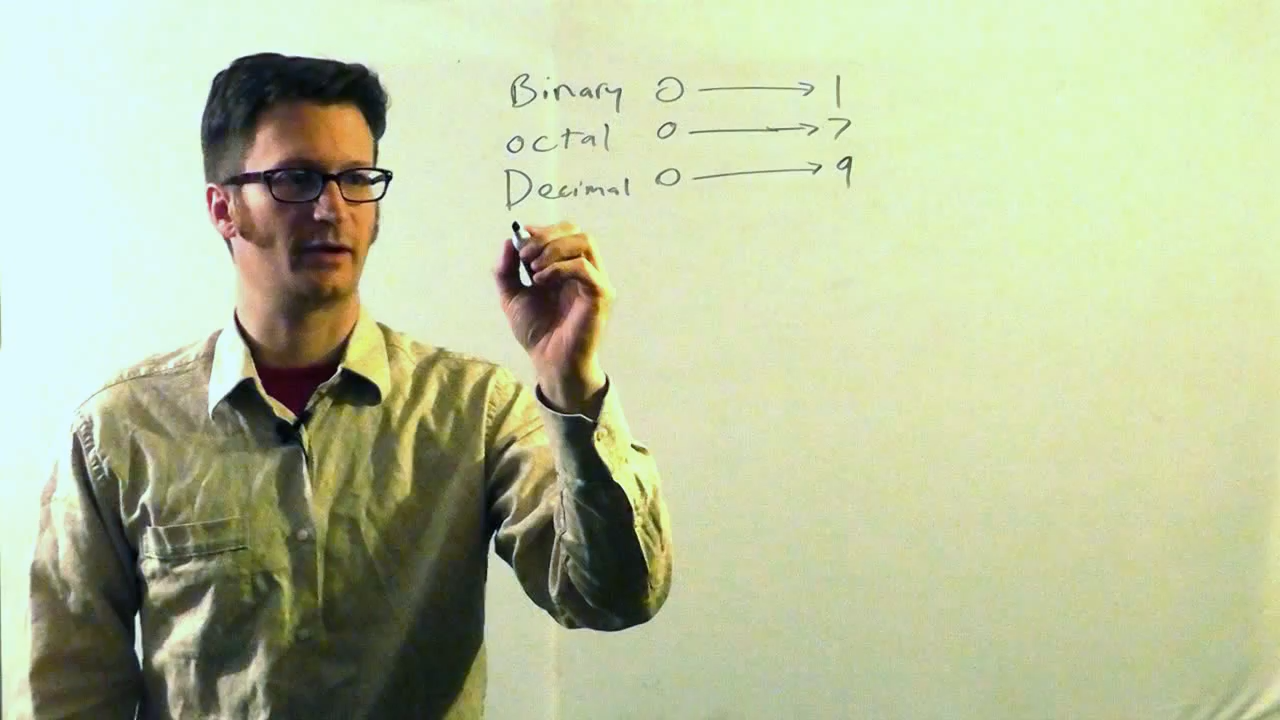 Binary 0 → 1
octal 0 → 7
Decimal 0 → 9